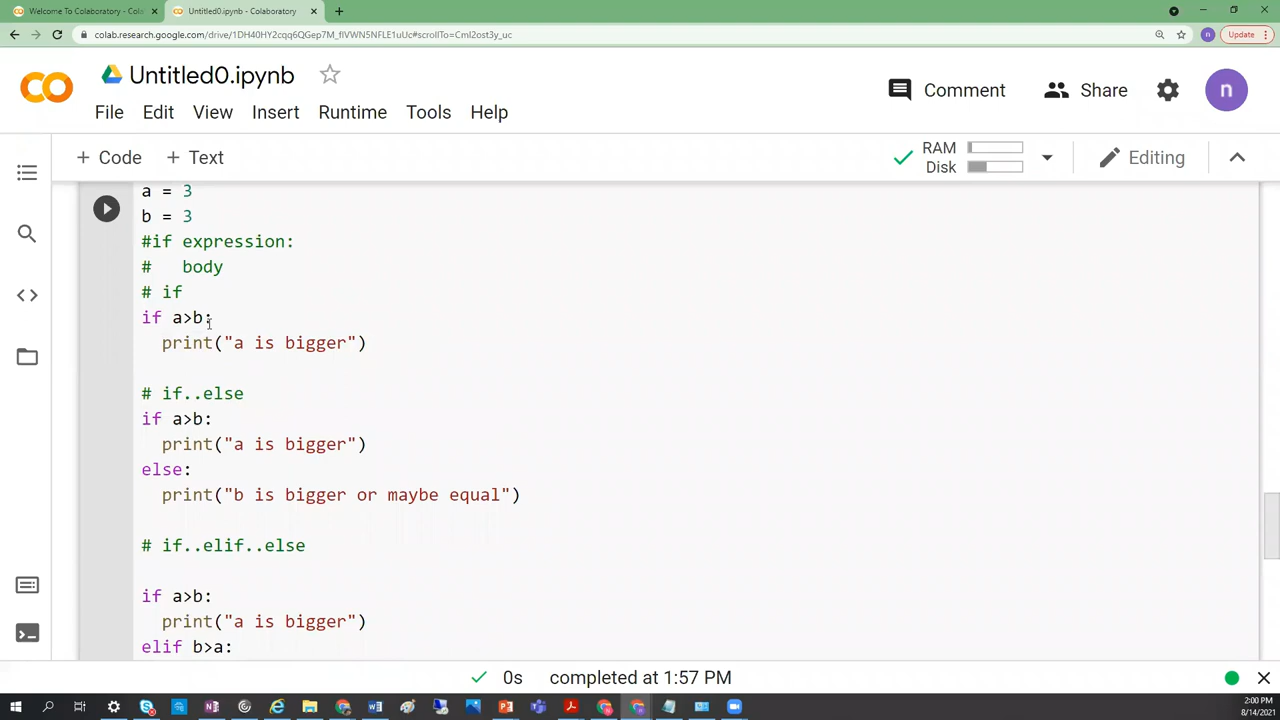 Welcome To Colaboratory - Cola
Untitled0.ipynb - Colaboratory
colab.research.google.com/drive/1DH40HY2cqq6QGep7M_flVWN5NFLE1uUc#scrollTo=Cml2ost3y_uc
n
Update
Untitled0.ipynb
Comment
Share
n
File Edit View Insert Runtime Tools Help
+ Code + Text
RAM
Disk
Editing
a = 3
b = 3
#if expression:
#   body
# if
if a>b:
  print("a is bigger")
# if..else
if a>b:
  print("a is bigger")
else:
  print("b is bigger or maybe equal")
# if..elif..else
if a>b:
  print("a is bigger")
elif b>a:
0s completed at 1:57 PM
2:00 PM
8/14/2021